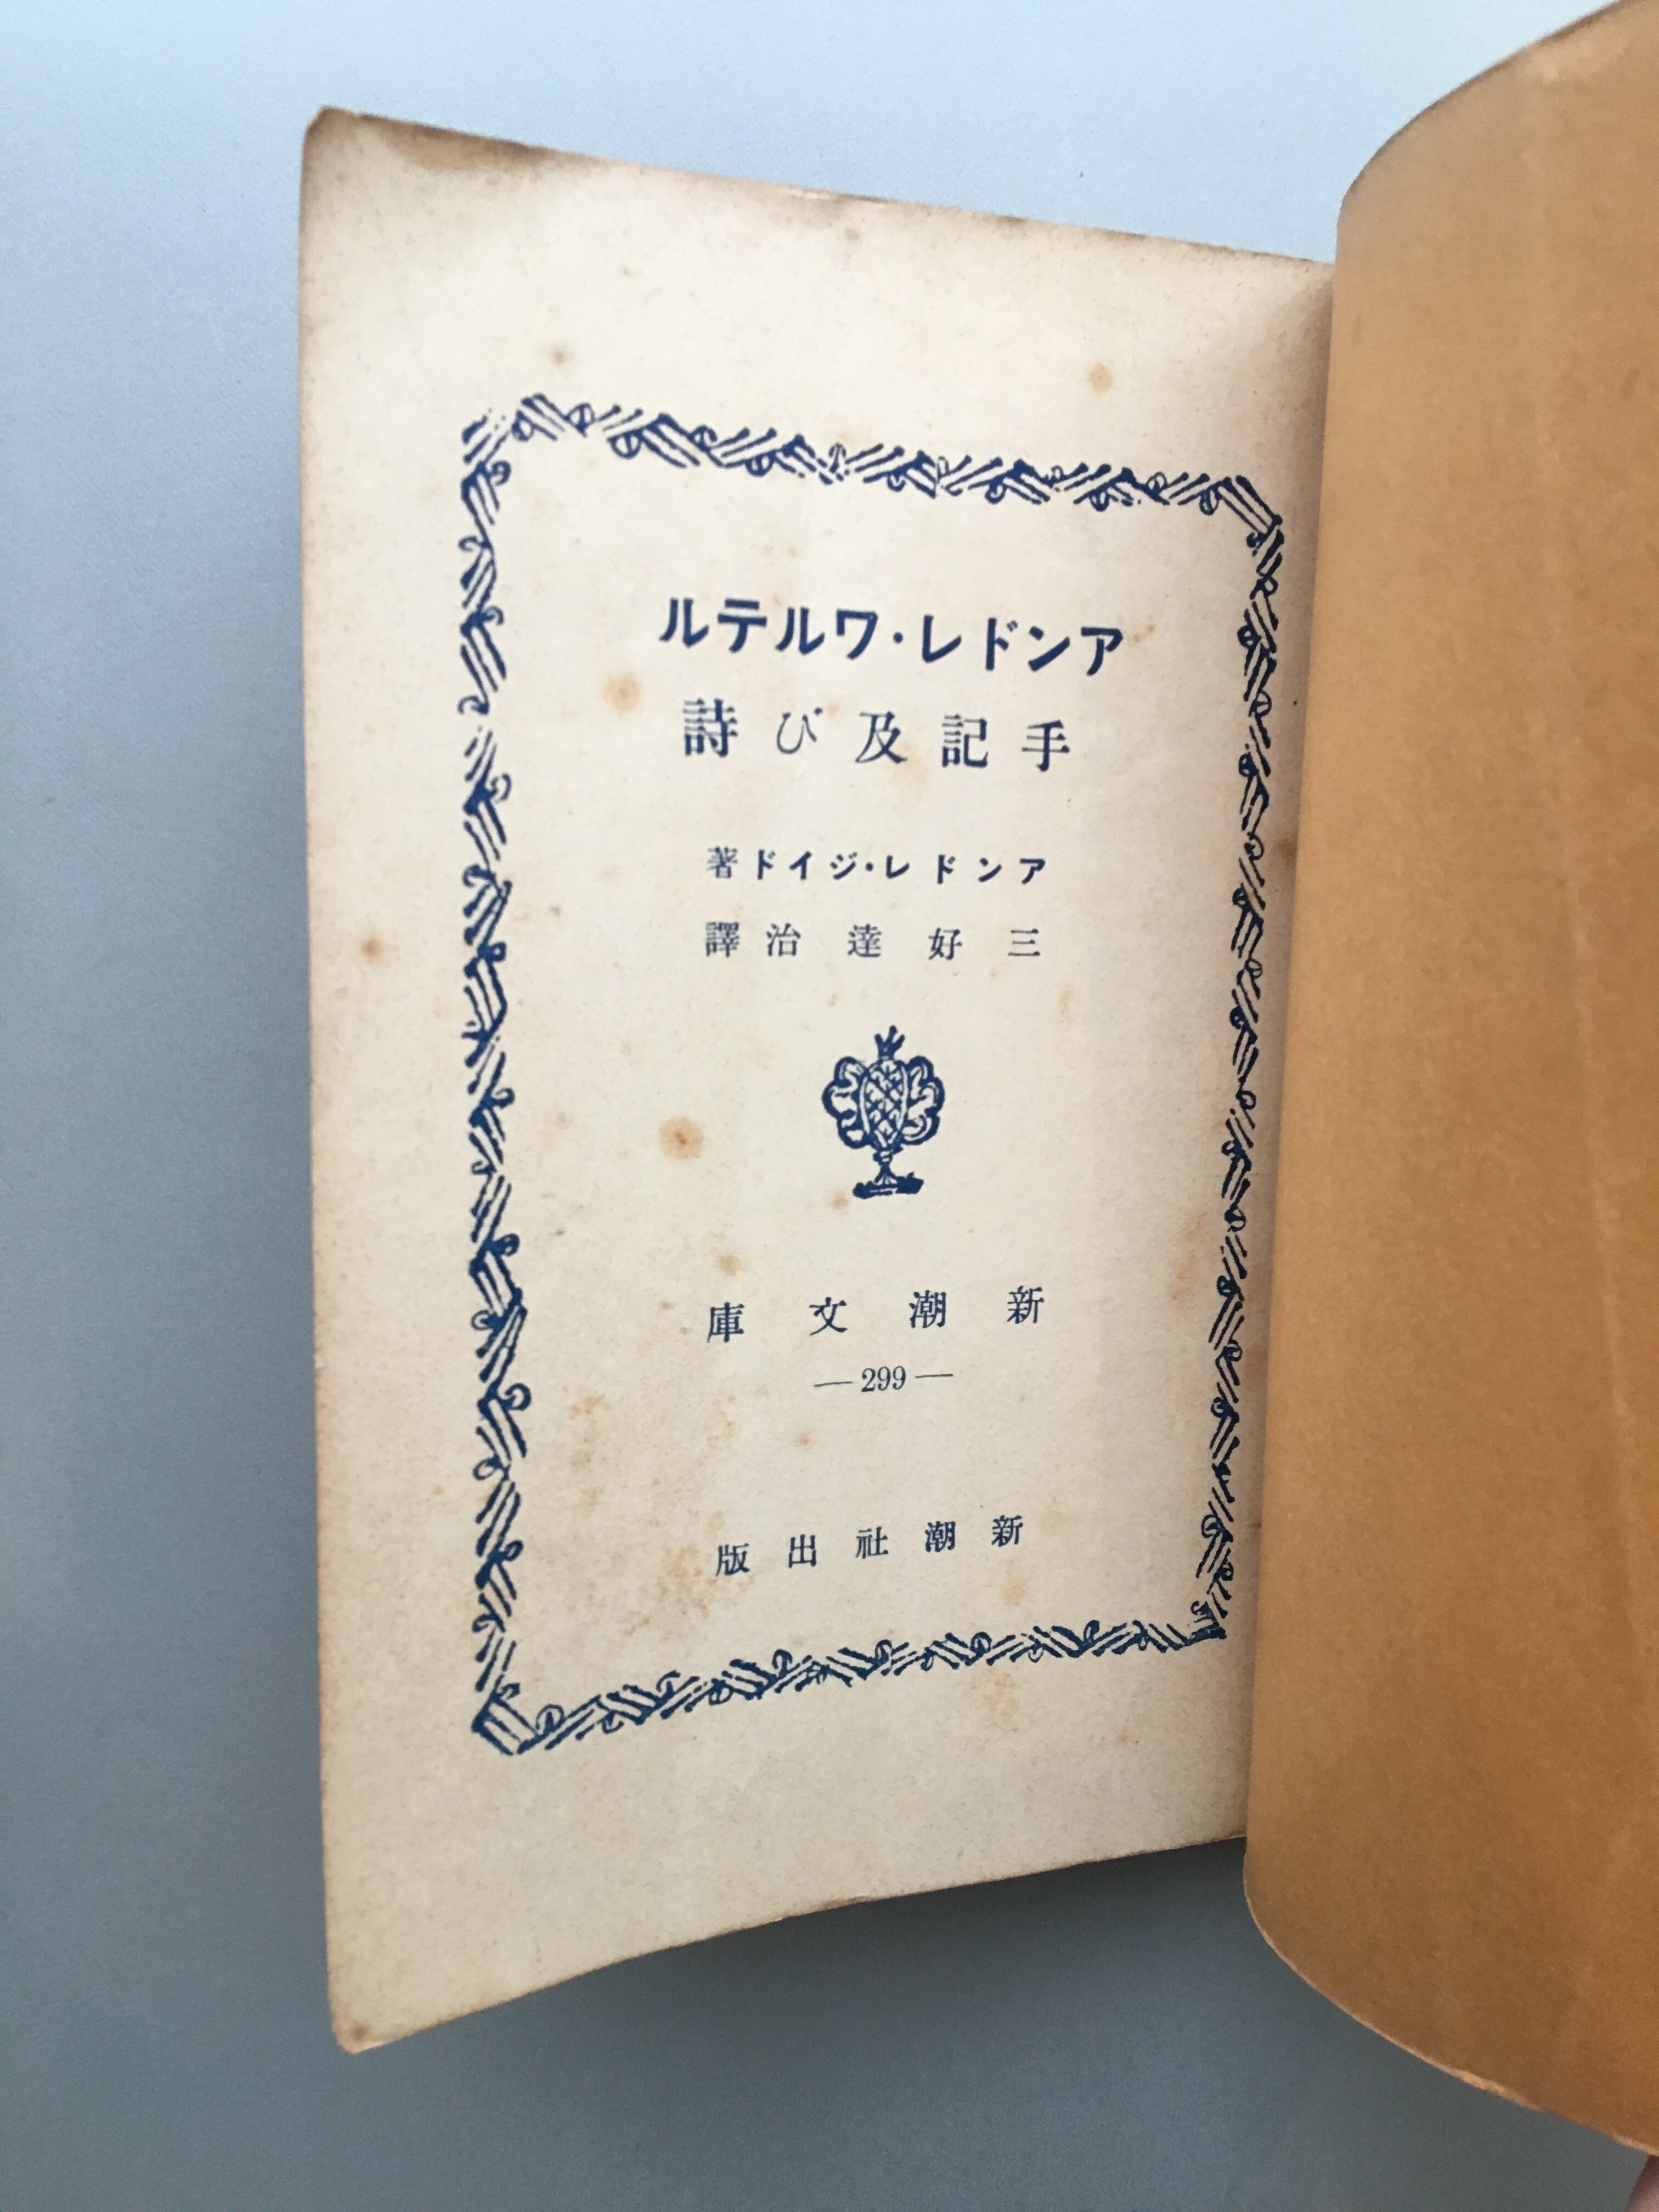 アンドレ・ワルテル
手記及び詩
アンドレ・ジイド著
三好達治譯
新潮文庫
—299—
新潮社出版